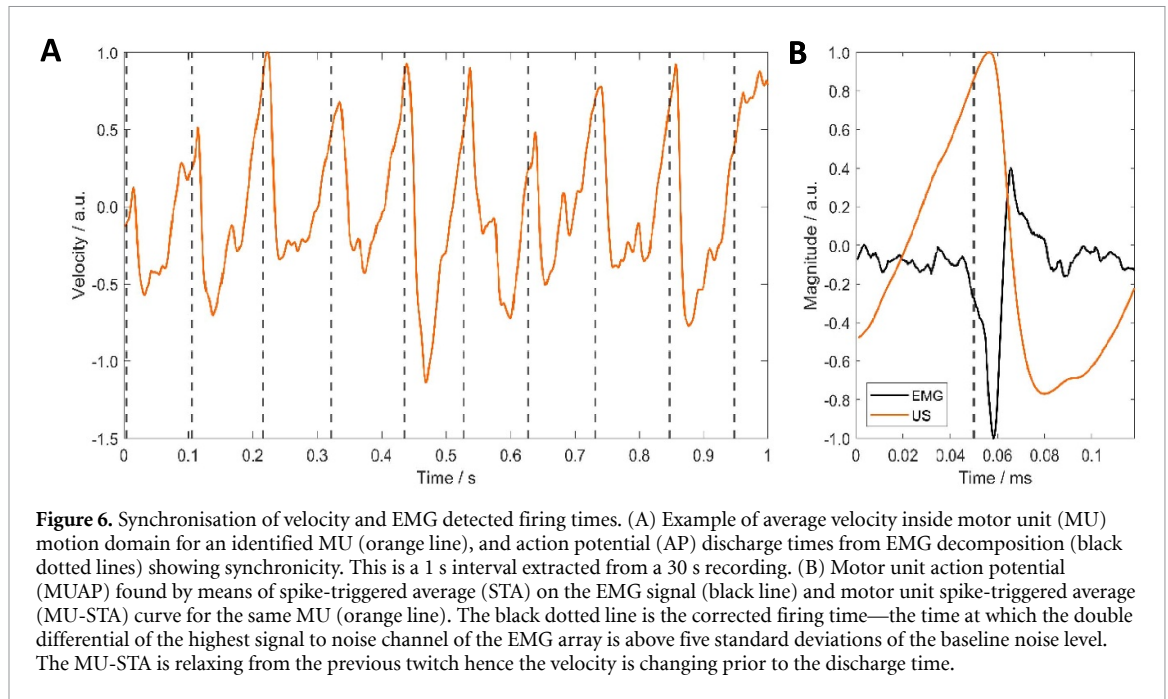 A
B
1.0
0.5
0.0
-0.5
-1.0
-1.5
Velocity / a.u.
0 0.1 0.2 0.3 0.4 0.5 0.6 0.7 0.8 0.9 1
Time / s
1.0
0.8
0.6
0.4
0.2
0.0
-0.2
-0.4
-0.6
-0.8
-1.0
Magnitude / a.u.
EMG
US
0 0.02 0.04 0.06 0.08 0.1
Time / ms
Figure 6. Synchronisation of velocity and EMG detected firing times. (A) Example of average velocity inside motor unit (MU)
motion domain for an identified MU (orange line), and action potential (AP) discharge times from EMG decomposition (black
dotted lines) showing synchronicity. This is a 1 s interval extracted from a 30 s recording. (B) Motor unit action potential
(MUAP) found by means of spike-triggered average (STA) on the EMG signal (black line) and motor unit spike-triggered average
(MU-STA) curve for the same MU (orange line). The black dotted line is the corrected firing time—the time at which the double
differential of the highest signal to noise channel of the EMG array is above five standard deviations of the baseline noise level.
The MU-STA is relaxing from the previous twitch hence the velocity is changing prior to the discharge time.